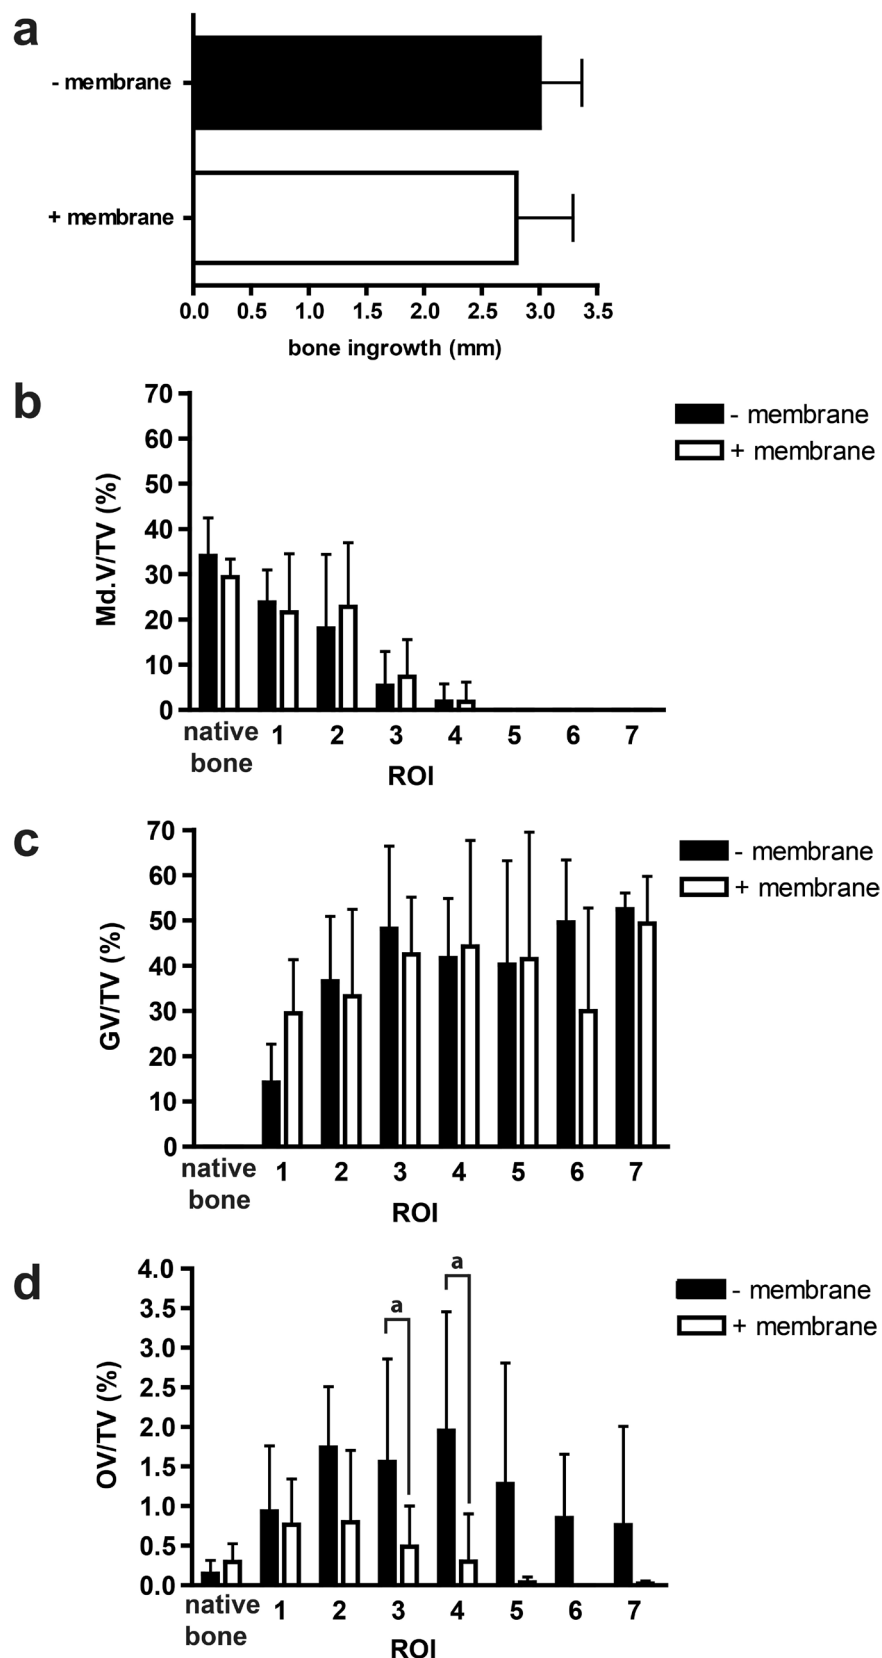 a
- membrane
+ membrane
0.0 0.5 1.0 1.5 2.0 2.5 3.0 3.5
bone ingrowth (mm)
b
Md.V/TV (%)
70
60
50
40
30
20
10
0
- membrane
+ membrane
native bone 1 2 3 4 5 6 7
ROI
c
GV/TV (%)
70
60
50
40
30
20
10
0
- membrane
+ membrane
native bone 1 2 3 4 5 6 7
ROI
d
OV/TV (%)
4.0
3.5
3.0
2.5
2.0
1.5
1.0
0.5
0.0
a
a
- membrane
+ membrane
native bone 1 2 3 4 5 6 7
ROI